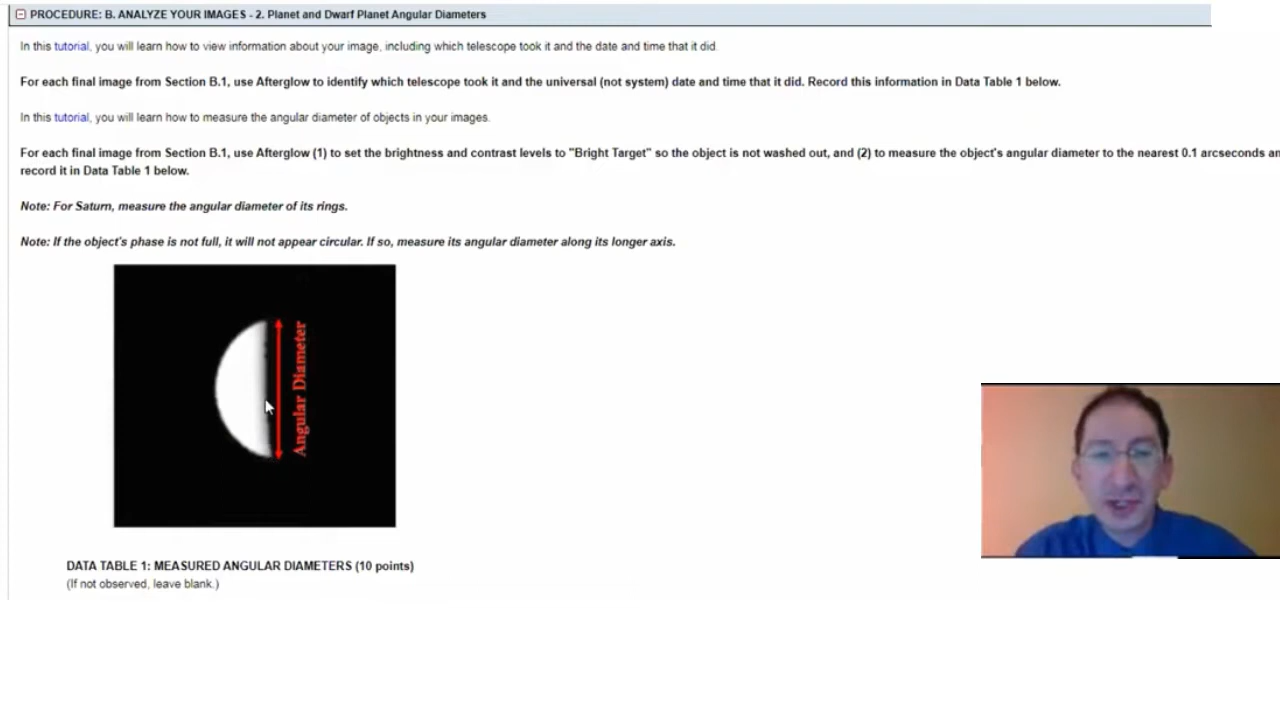 PROCEDURE: B. ANALYZE YOUR IMAGES - 2. Planet and Dwarf Planet Angular Diameters
In this tutorial, you will learn how to view information about your image, including which telescope took it and the date and time that it did.
For each final image from Section B.1, use Afterglow to identify which telescope took it and the universal (not system) date and time that it did. Record this information in Data Table 1 below.
In this tutorial, you will learn how to measure the angular diameter of objects in your images.
For each final image from Section B.1, use Afterglow (1) to set the brightness and contrast levels to "Bright Target" so the object is not washed out, and (2) to measure the object's angular diameter to the nearest 0.1 arcseconds an
record it in Data Table 1 below.
Note: For Saturn, measure the angular diameter of its rings.
Note: If the object's phase is not full, it will not appear circular. If so, measure its angular diameter along its longer axis.
Angular Diameter
DATA TABLE 1: MEASURED ANGULAR DIAMETERS (10 points)
(If not observed, leave blank.)